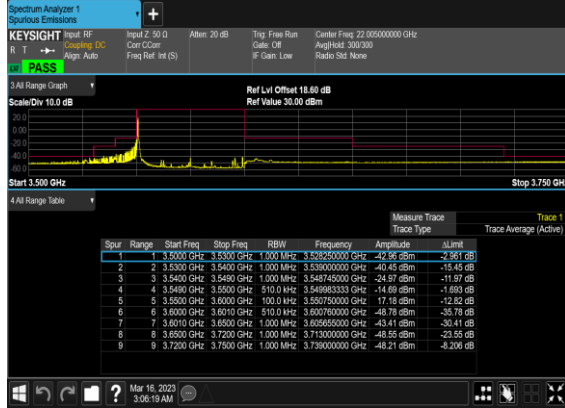 Spectrum Analyzer 1
Spurious Emissions
+
KEYSIGHT Input: RF Input Z: 50 Ω Atten: 20 dB Trig: Free Run Center Freq: 22.005000000 GHz
R T Coupling: DC Corr CCorr Gate: Off Avg|Hold: 300/300
Align: Auto Freq Ref: Int (S) IF Gain: Low Radio Std: None
PASS
3 All Range Graph
Ref Lvl Offset 18.60 dB
Scale/Div 10.0 dB Ref Value 30.00 dBm
20.0
0.00
-20.0
-40.0
-60.0
Start 3.500 GHz Stop 3.750 GH
4 All Range Table
Measure Trace Trace 1
Trace Type Trace Average (Active)
Spur Range Start Freq Stop Freq RBW Frequency Amplitude ΔLimit
1 1 3.5000 GHz 3.5300 GHz 1.000 MHz 3.528250000 GHz -42.96 dBm -2.961 dB
2 2 3.5300 GHz 3.5400 GHz 1.000 MHz 3.539000000 GHz -40.45 dBm -15.45 dB
3 3 3.5400 GHz 3.5490 GHz 1.000 MHz 3.548745000 GHz -24.97 dBm -11.97 dB
4 4 3.5490 GHz 3.5500 GHz 510.0 kHz 3.549983333 GHz -14.69 dBm -1.693 dB
5 5 3.5500 GHz 3.6000 GHz 100.0 kHz 3.550750000 GHz 17.18 dBm -12.82 dB
6 6 3.6000 GHz 3.6010 GHz 510.0 kHz 3.600760000 GHz -48.78 dBm -35.78 dB
7 7 3.6010 GHz 3.6500 GHz 1.000 MHz 3.605655000 GHz -43.41 dBm -30.41 dB
8 8 3.6500 GHz 3.7200 GHz 1.000 MHz 3.713000000 GHz -48.55 dBm -23.55 dB
9 9 3.7200 GHz 3.7500 GHz 1.000 MHz 3.739000000 GHz -48.21 dBm -8.206 dB
? Mar 16, 2023
3:06:19 AM